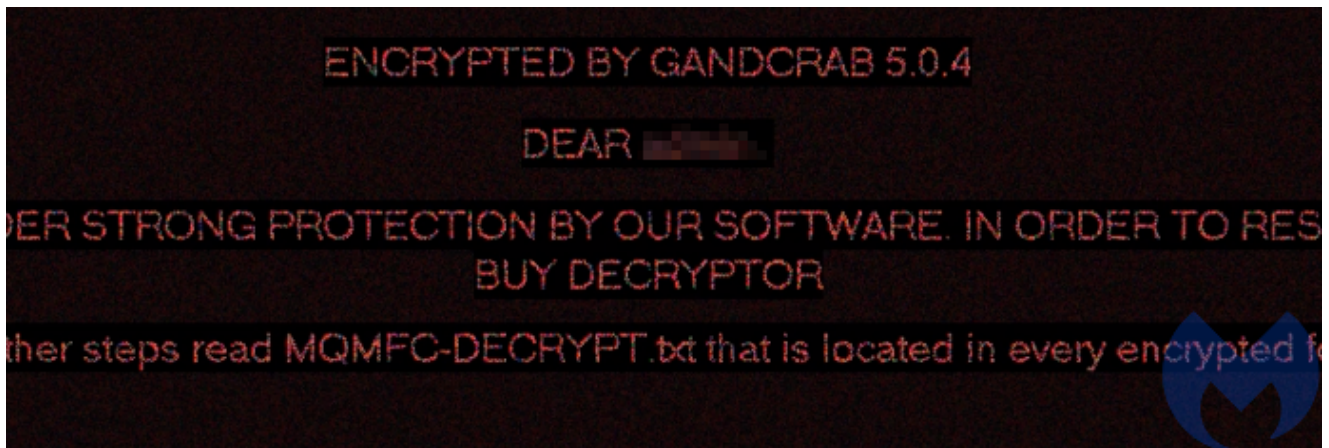 ENCRYPTED BY GANDCRAB 5.0.4
DEAR
DER STRONG PROTECTION BY OUR SOFTWARE. IN ORDER TO RES
BUY DECRYPTOR
ther steps read MQMFC-DECRYPT.txt that is located in every encrypted fo